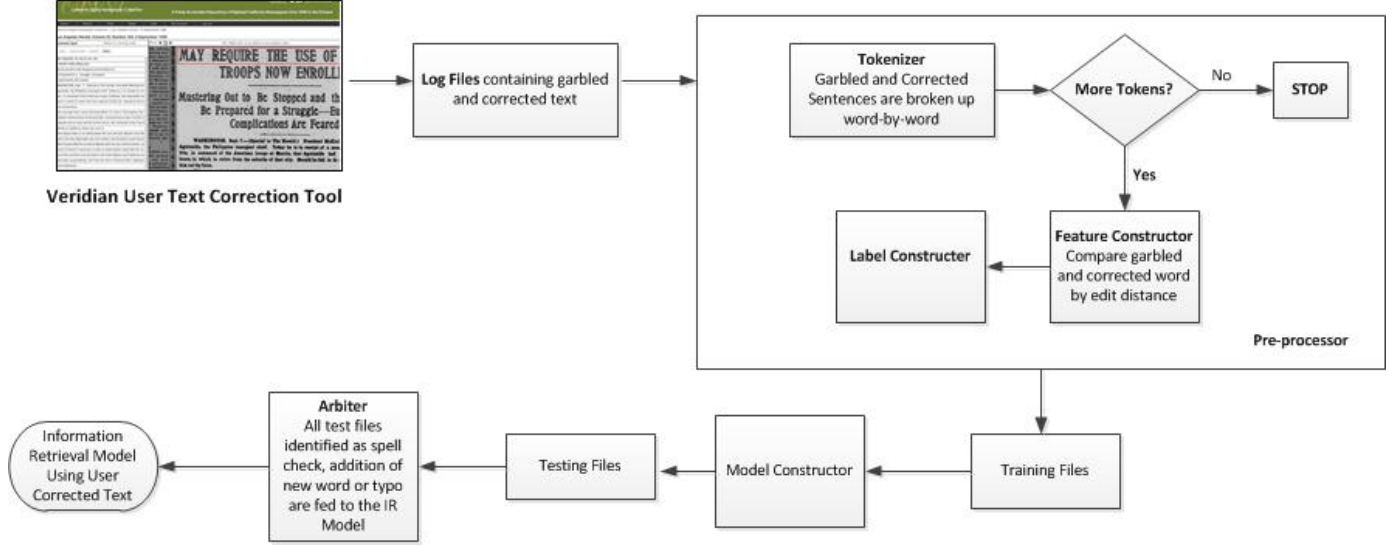 MAY REQUIRE THE USE OF
TROOPS NOW ENROLL
Mustering Out to Be Stopped and th
Be Prepared for a Struggle—
Complications Are Feared
Veridian User Text Correction Tool
Log Files containing garbled
and corrected text
Tokenizer
Garbled and Corrected
Sentences are broken up
word-by-word
More Tokens?
No
STOP
Yes
Feature Constructor
Compare garbled
and corrected word
by edit distance
Label Constructer
Pre-processor
Training Files
Model Constructor
Testing Files
Arbiter
All test files
identified as spell
check, addition of
new word or typo
are fed to the IR
Model
Information
Retrieval Model
Using User
Corrected Text